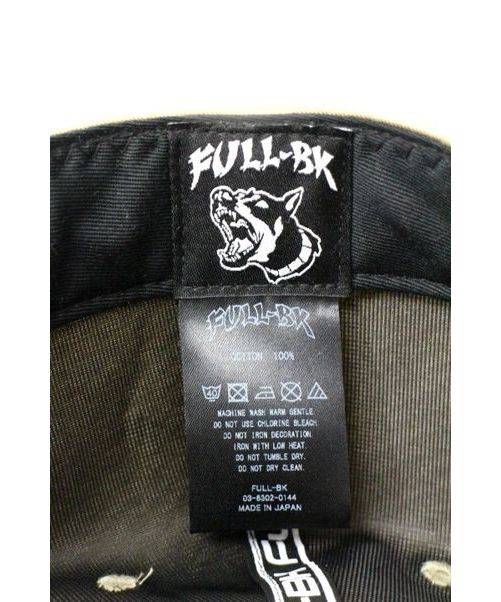 FULL-BK
FULL-BK
COTTON 100%
40
MACHINE WASH WARM GENTLE.
DO NOT USE CHLORINE BLEACH.
DO NOT IRON DECORATION.
IRON WITH LOW HEAT.
DO NOT TUMBLE DRY.
DO NOT DRY CLEAN.
FULL-BK
03-6302-0144
MADE IN JAPAN